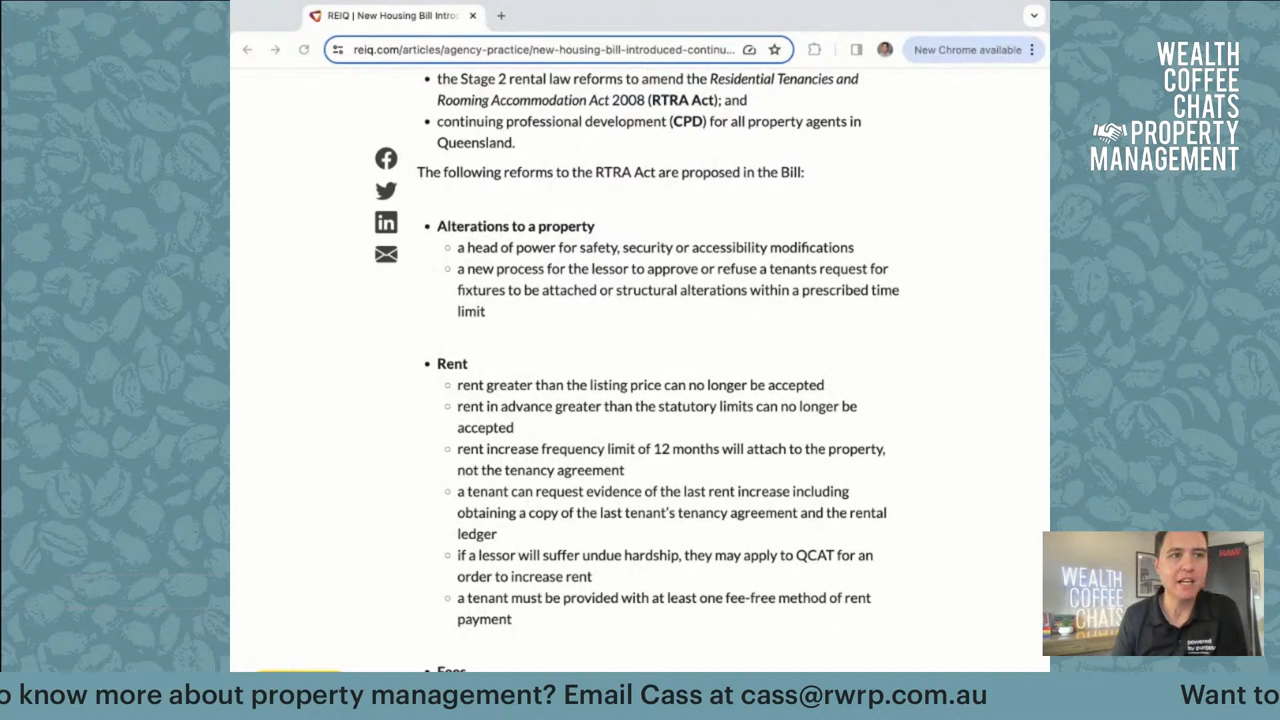 REIQ | New Housing Bill Intro
reiq.com/articles/agency-practice/new-housing-bill-introduced-continu...
New Chrome available
WEALTH
COFFEE
CHATS
PROPERTY
MANAGEMENT
• the Stage 2 rental law reforms to amend the Residential Tenancies and
Rooming Accommodation Act 2008 (RTRA Act); and
• continuing professional development (CPD) for all property agents in
Queensland.
The following reforms to the RTRA Act are proposed in the Bill:
• Alterations to a property
○ a head of power for safety, security or accessibility modifications
○ a new process for the lessor to approve or refuse a tenants request for
fixtures to be attached or structural alterations within a prescribed time
limit
• Rent
○ rent greater than the listing price can no longer be accepted
○ rent in advance greater than the statutory limits can no longer be
accepted
○ rent increase frequency limit of 12 months will attach to the property,
not the tenancy agreement
○ a tenant can request evidence of the last rent increase including
obtaining a copy of the last tenant's tenancy agreement and the rental
ledger
○ if a lessor will suffer undue hardship, they may apply to QCAT for an
order to increase rent
○ a tenant must be provided with at least one fee-free method of rent
payment
• Fees
WEALTH
COFFEE
CHATS
powered
by purpose
o know more about property management? Email Cass at cass@rwrp.com.au
Want to